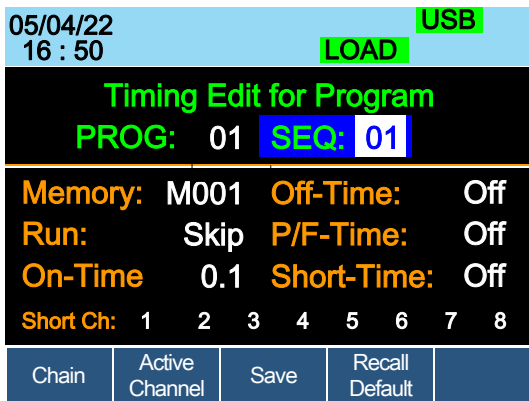 05/04/22 USB
16 : 50 LOAD
Timing Edit for Program
PROG: 01 SEQ: 01
Memory: M001 Off-Time: Off
Run: Skip P/F-Time: Off
On-Time 0.1 Short-Time: Off
Short Ch: 1 2 3 4 5 6 7 8
Chain Active Channel Save Recall Default